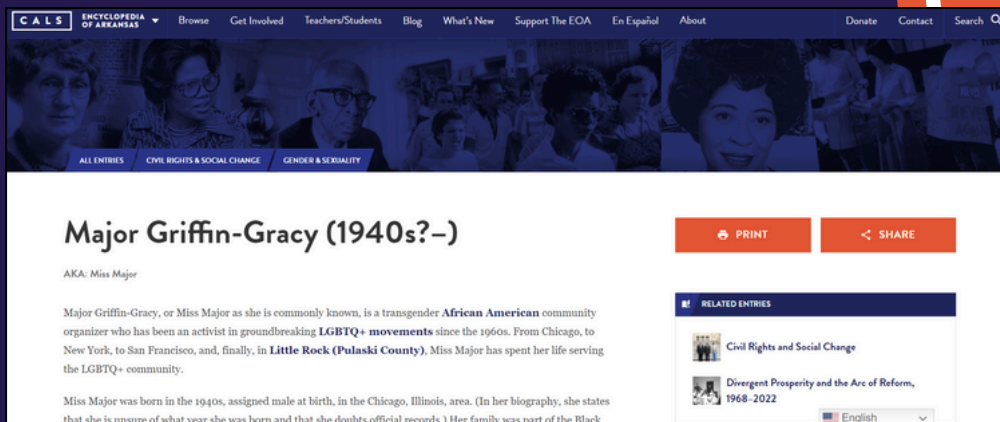 CALS ENCYCLOPEDIA OF ARKANSAS Browse Get Involved Teachers/Students Blog What's New Support The EOA En Español About Donate Contact Search
ALL ENTRIES CIVIL RIGHTS & SOCIAL CHANGE GENDER & SEXUALITY
Major Griffin-Gracy (1940s?–)
AKA: Miss Major
Major Griffin-Gracy, or Miss Major as she is commonly known, is a transgender African American community
organizer who has been an activist in groundbreaking LGBTQ+ movements since the 1960s. From Chicago, to
New York, to San Francisco, and, finally, in Little Rock (Pulaski County), Miss Major has spent her life serving
the LGBTQ+ community.
Miss Major was born in the 1940s, assigned male at birth, in the Chicago, Illinois, area. (In her biography, she states
that she is unsure of what year she was born and that she doubts official records.) Her family was part of the Black
PRINT SHARE
RELATED ENTRIES
Civil Rights and Social Change
Divergent Prosperity and the Arc of Reform,
1968–2022
English